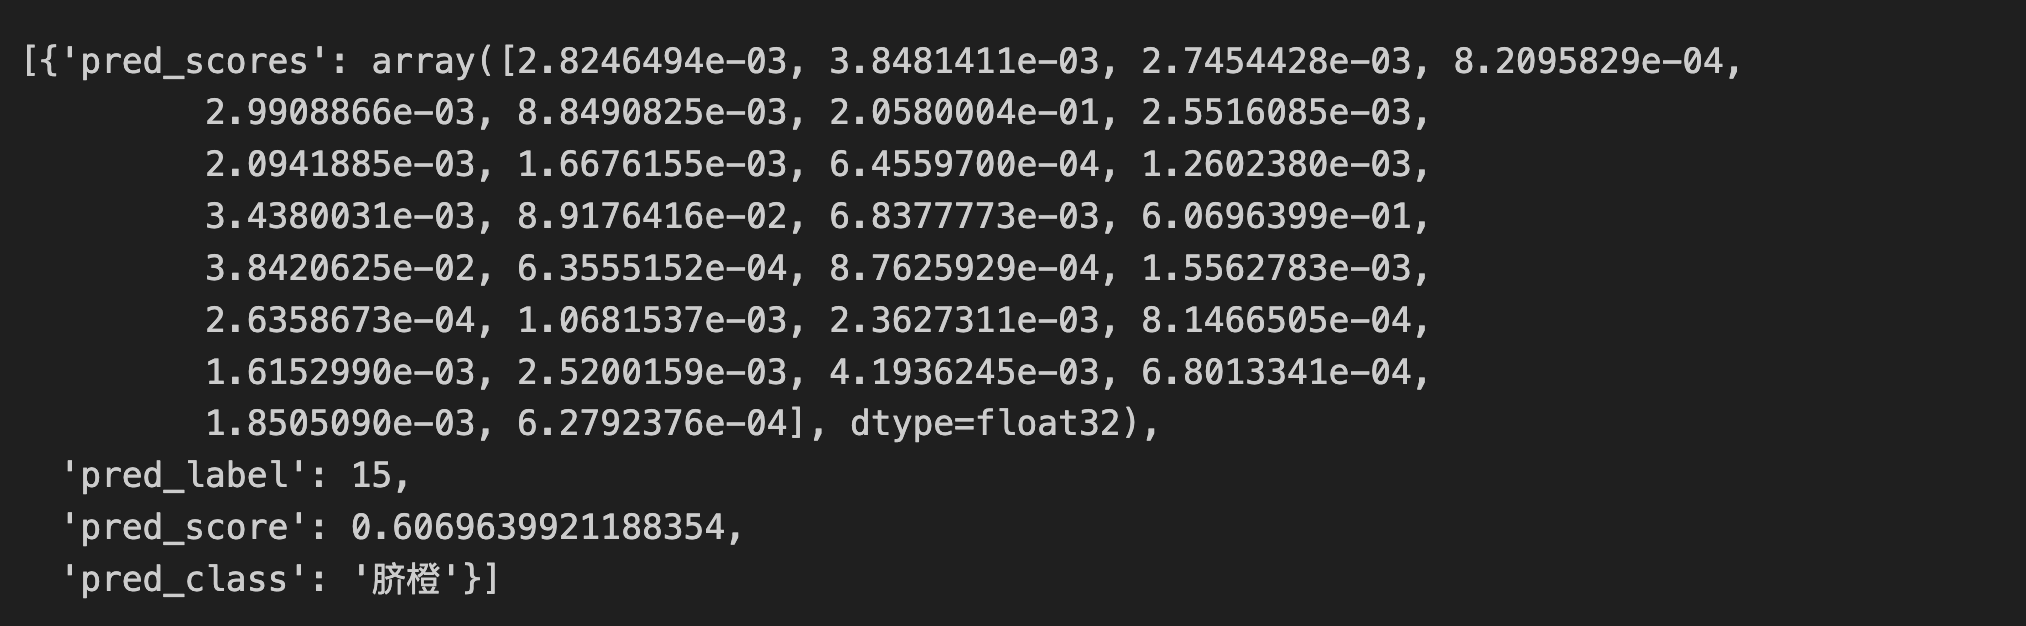 [{'pred_scores': array([2.8246494e-03, 3.8481411e-03, 2.7454428e-03, 8.2095829e-04,
2.9908866e-03, 8.8490825e-03, 2.0580004e-01, 2.5516085e-03,
2.0941885e-03, 1.6676155e-03, 6.4559700e-04, 1.2602380e-03,
3.4380031e-03, 8.9176416e-02, 6.8377773e-03, 6.0696399e-01,
3.8420625e-02, 6.3555152e-04, 8.7625929e-04, 1.5562783e-03,
2.6358673e-04, 1.0681537e-03, 2.3627311e-03, 8.1466505e-04,
1.6152990e-03, 2.5200159e-03, 4.1936245e-03, 6.8013341e-04,
1.8505090e-03, 6.2792376e-04], dtype=float32),
'pred_label': 15,
'pred_score': 0.6069639921188354,
'pred_class': '脐橙'}]